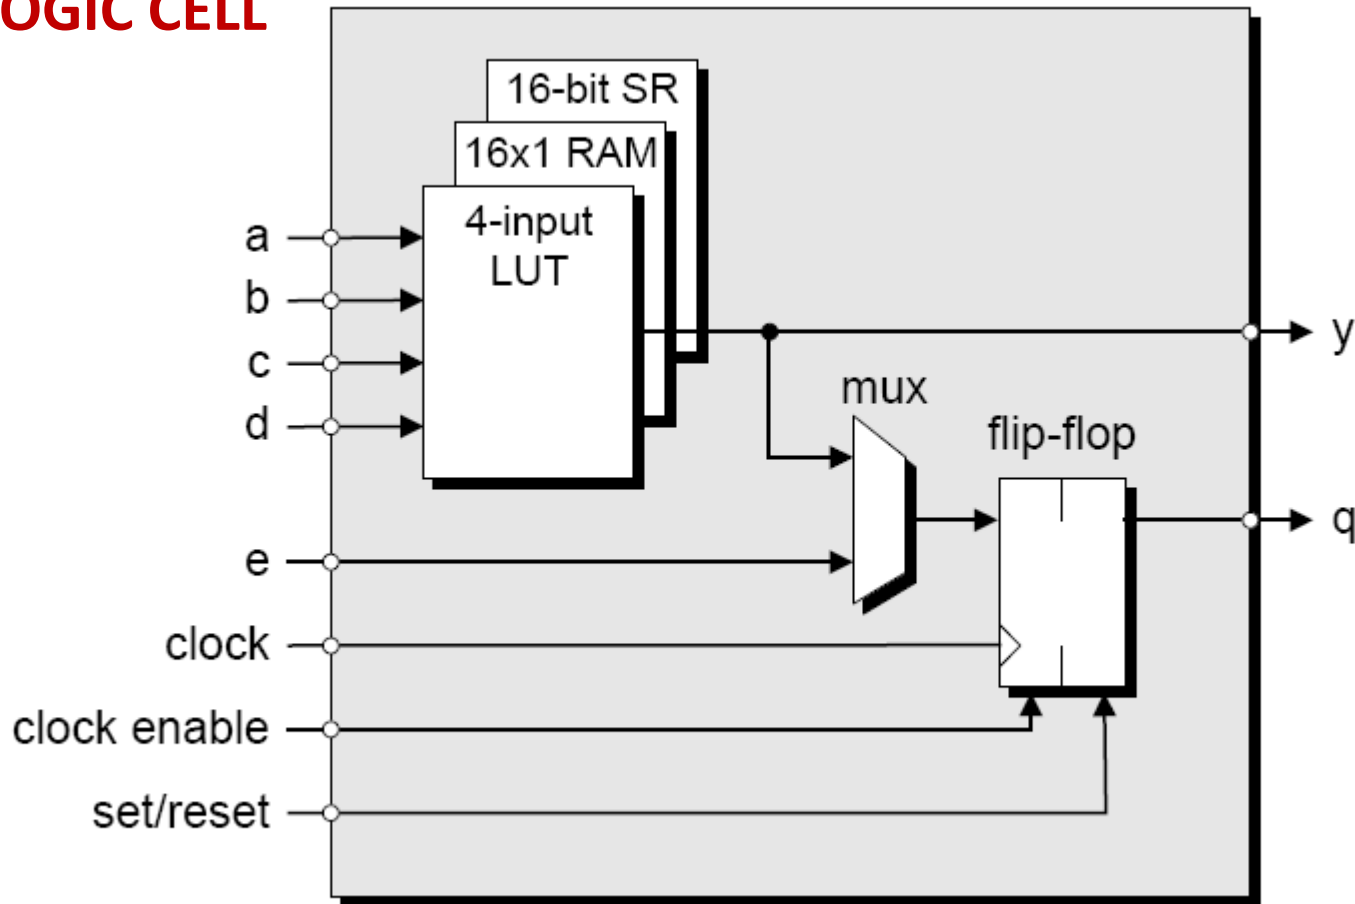 OGIC CELL
16-bit SR
16x1 RAM
4-input
LUT
a
b
c
d
y
mux
flip-flop
q
e
clock
clock enable
set/reset